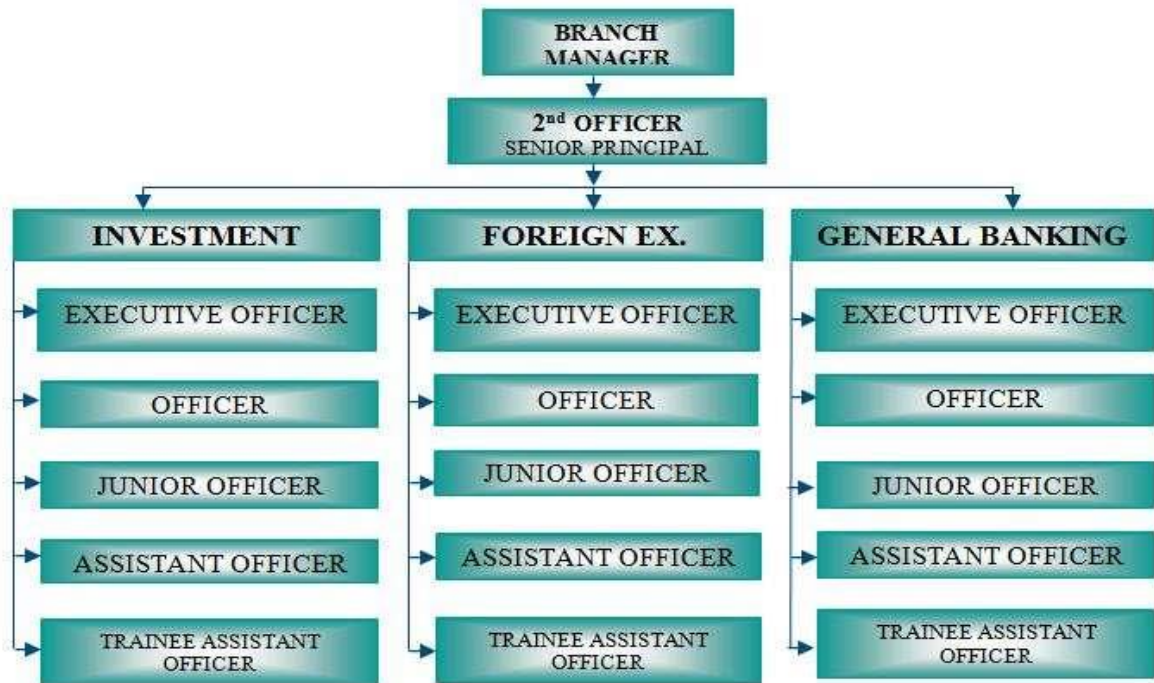 BRANCH
MANAGER
2nd OFFICER
SENIOR PRINCIPAL
INVESTMENT
EXECUTIVE OFFICER
OFFICER
JUNIOR OFFICER
ASSISTANT OFFICER
TRAINEE ASSISTANT
OFFICER
FOREIGN EX.
EXECUTIVE OFFICER
OFFICER
JUNIOR OFFICER
ASSISTANT OFFICER
TRAINEE ASSISTANT
OFFICER
GENERAL BANKING
EXECUTIVE OFFICER
OFFICER
JUNIOR OFFICER
ASSISTANT OFFICER
TRAINEE ASSISTANT
OFFICER